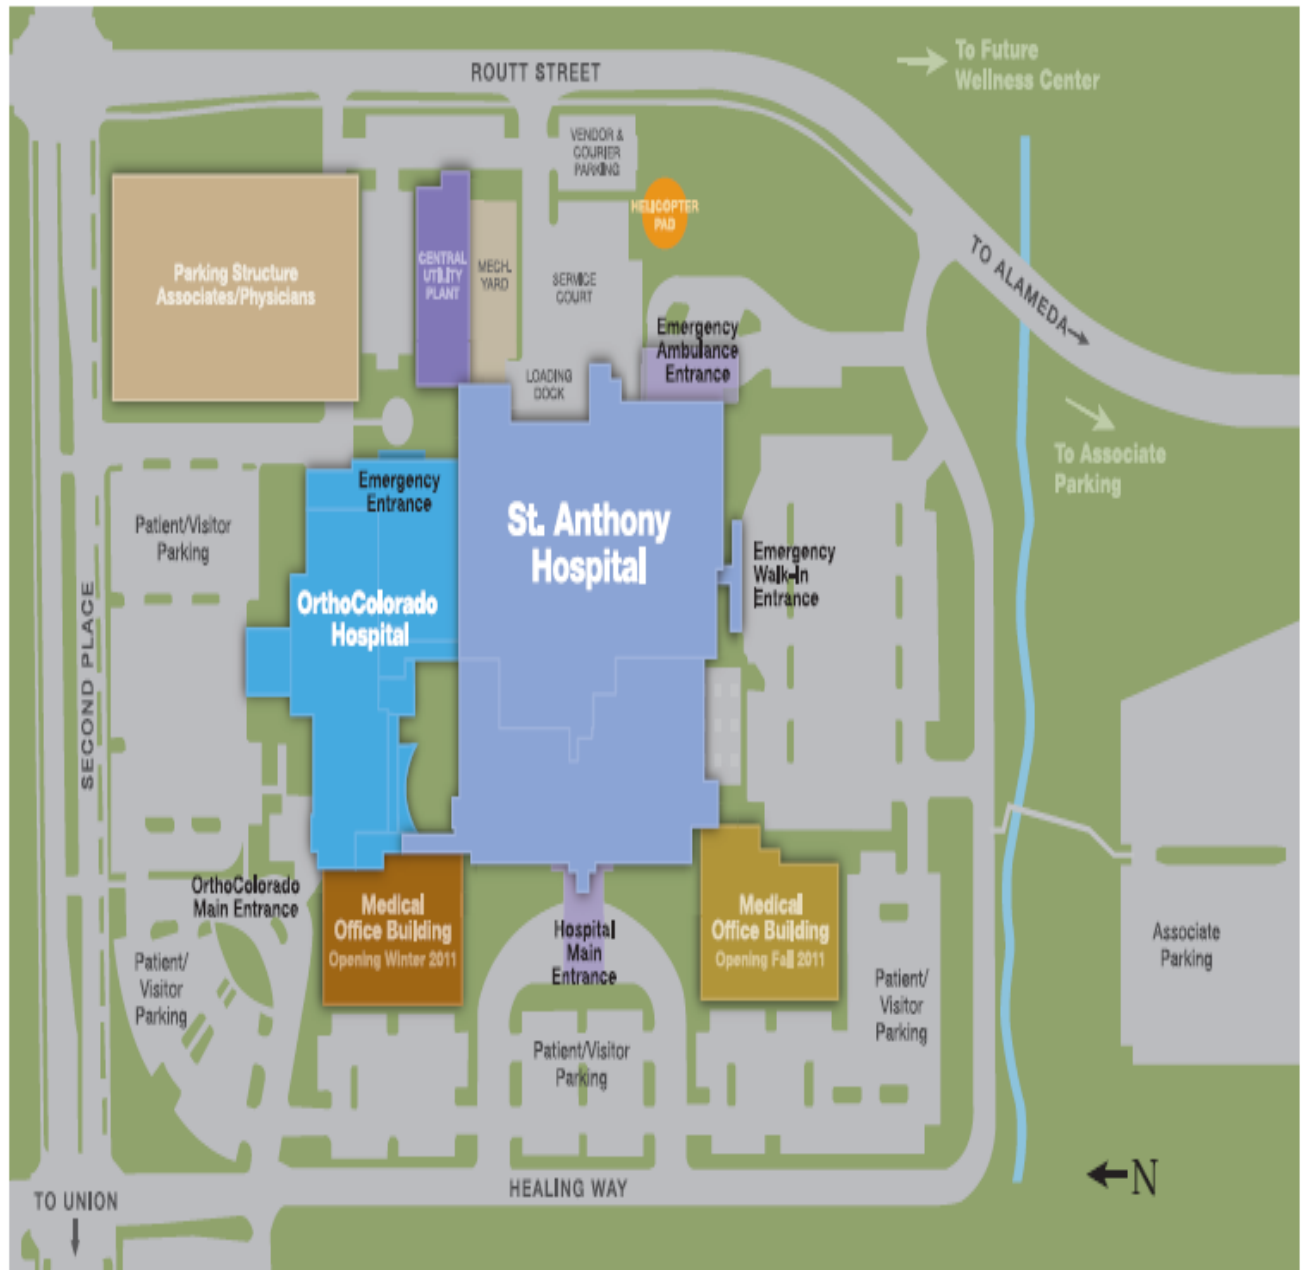 ROUTT STREET
To Future
Wellness Center
VENDOR &
COURIER
PARKING
HELICOPTER
PAD
TO ALAMEDA
Parking Structure
Associates/Physicians
CENTRAL
UTILITY
PLANT
MECH.
YARD
SERVICE
COURT
Emergency
Ambulance
Entrance
LOADING
DOCK
To Associate
Parking
Emergency
Entrance
St. Anthony
Hospital
Patient/Visitor
Parking
Emergency
Walk-In
Entrance
OrthoColorado
Hospital
SECOND PLACE
OrthoColorado
Main Entrance
Medical
Office Building
Opening Winter 2011
Hospital
Main
Entrance
Medical
Office Building
Opening Fall 2011
Associate
Parking
Patient/
Visitor
Parking
Patient/
Visitor
Parking
Patient/Visitor
Parking
HEALING WAY
TO UNION
N